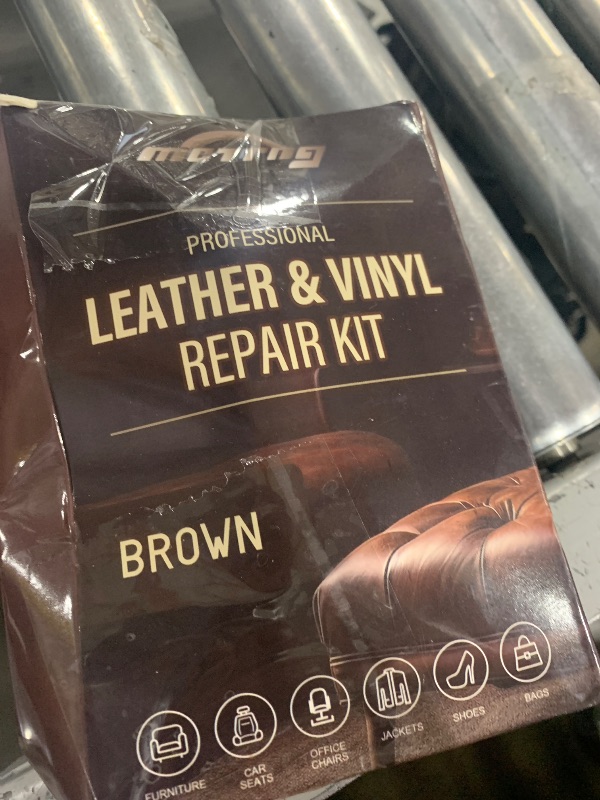 PROFESSIONAL
LEATHER & VINYL
REPAIR KIT
BROWN
FURNITURE
CAR
SEATS
OFFICE
CHAIRS
JACKETS
SHOES
BAGS